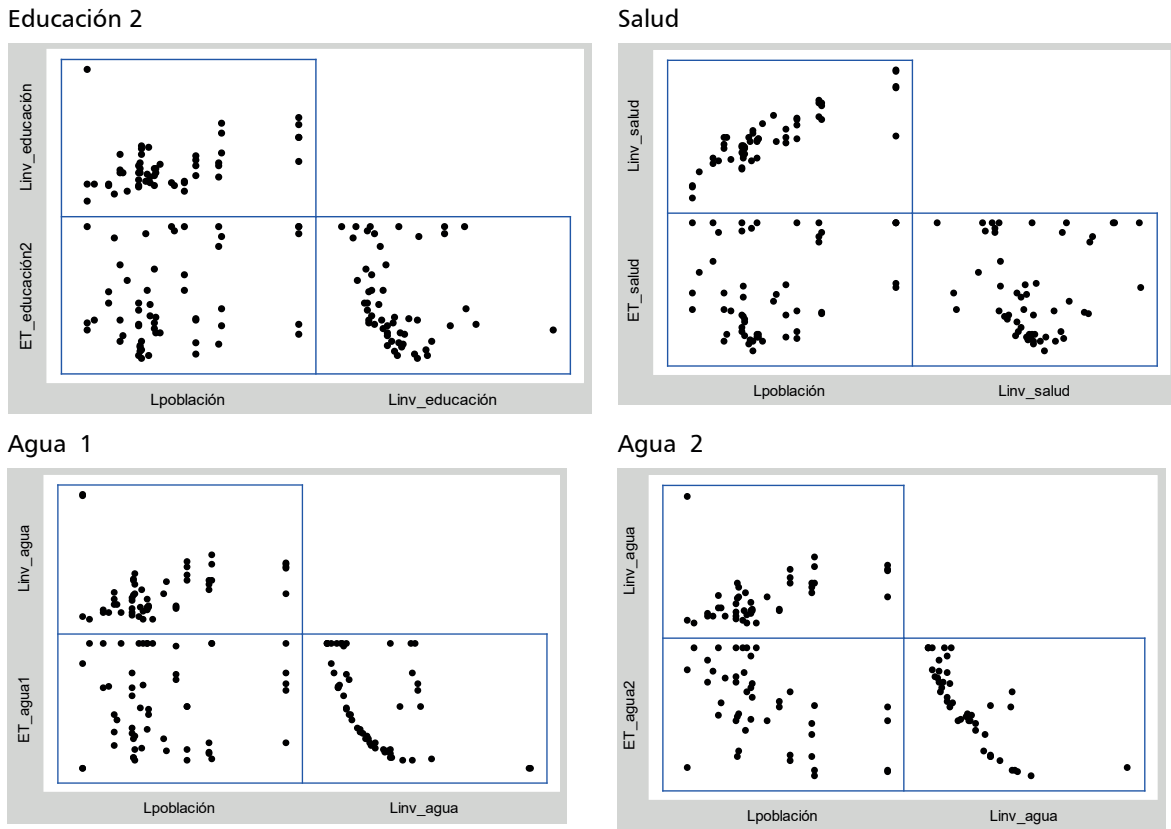 Educación 2
Linv_educación
ET_educación2
Lpoblación
Linv_educación
Salud
Linv_salud
ET_salud
Lpoblación
Linv_salud
Agua 1
Linv_agua
ET_agua1
Lpoblación
Linv_agua
Agua 2
Linv_agua
ET_agua2
Lpoblación
Linv_agua